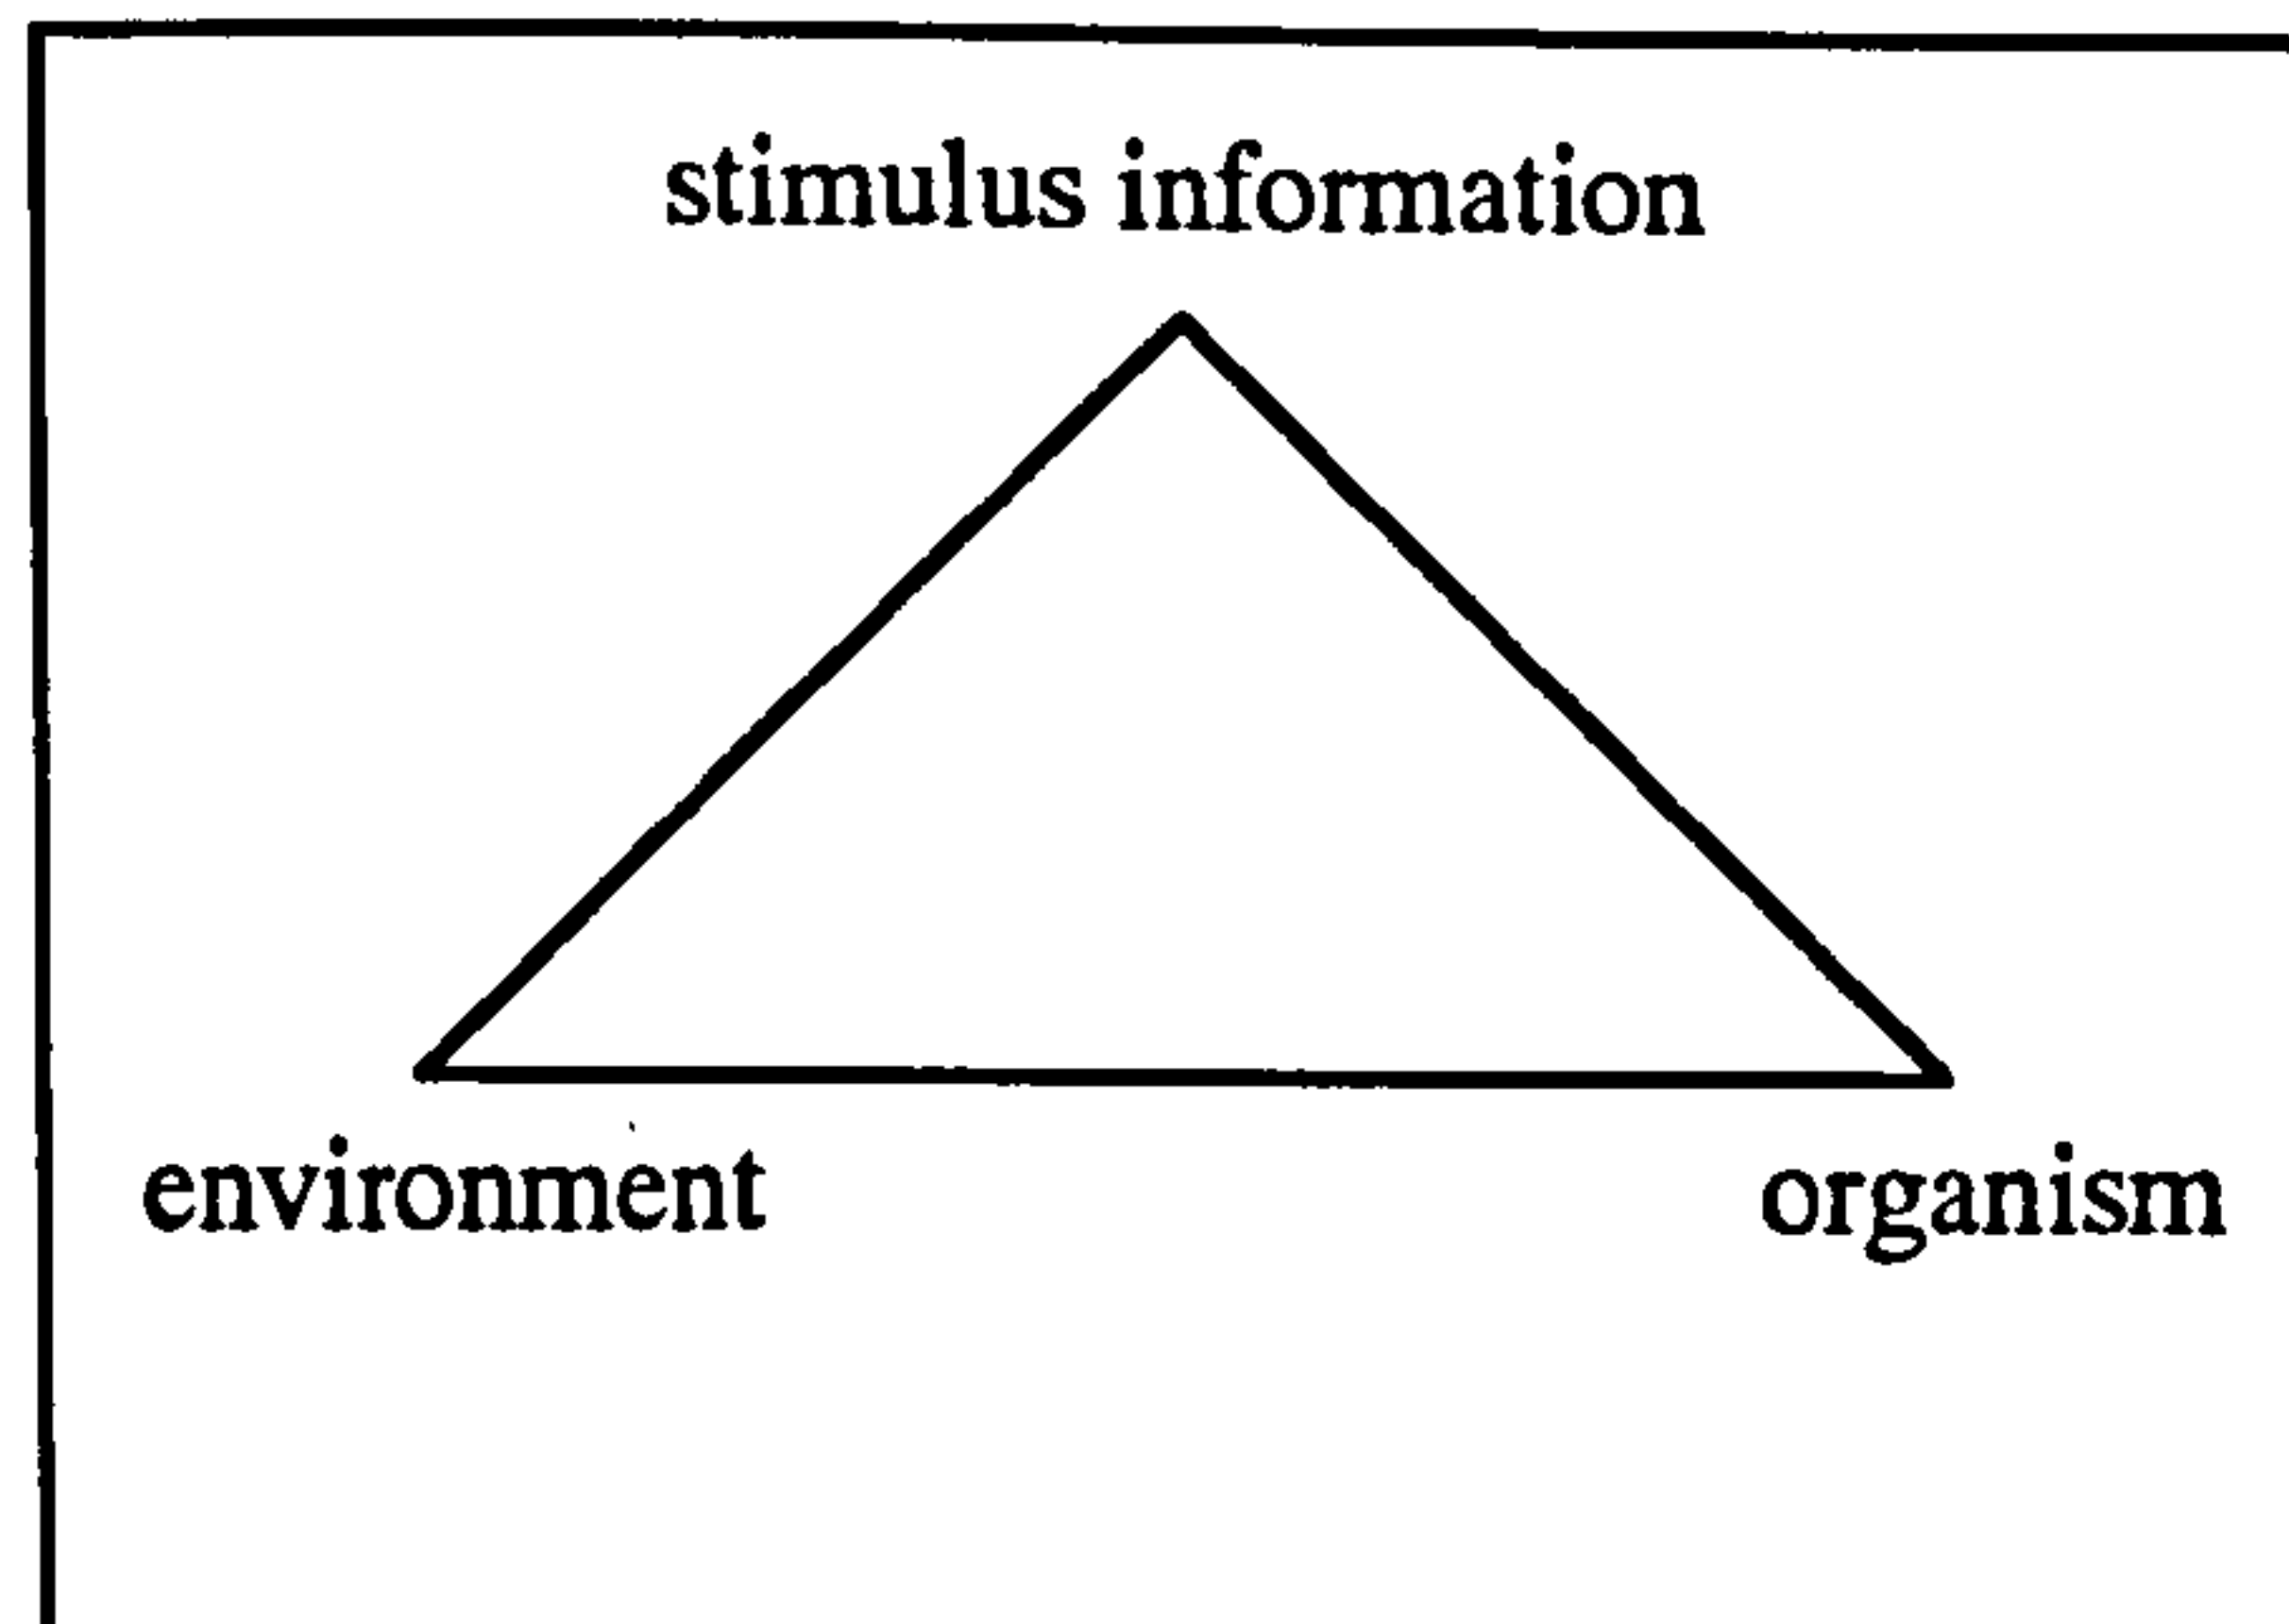 stimulus information
environment
organism